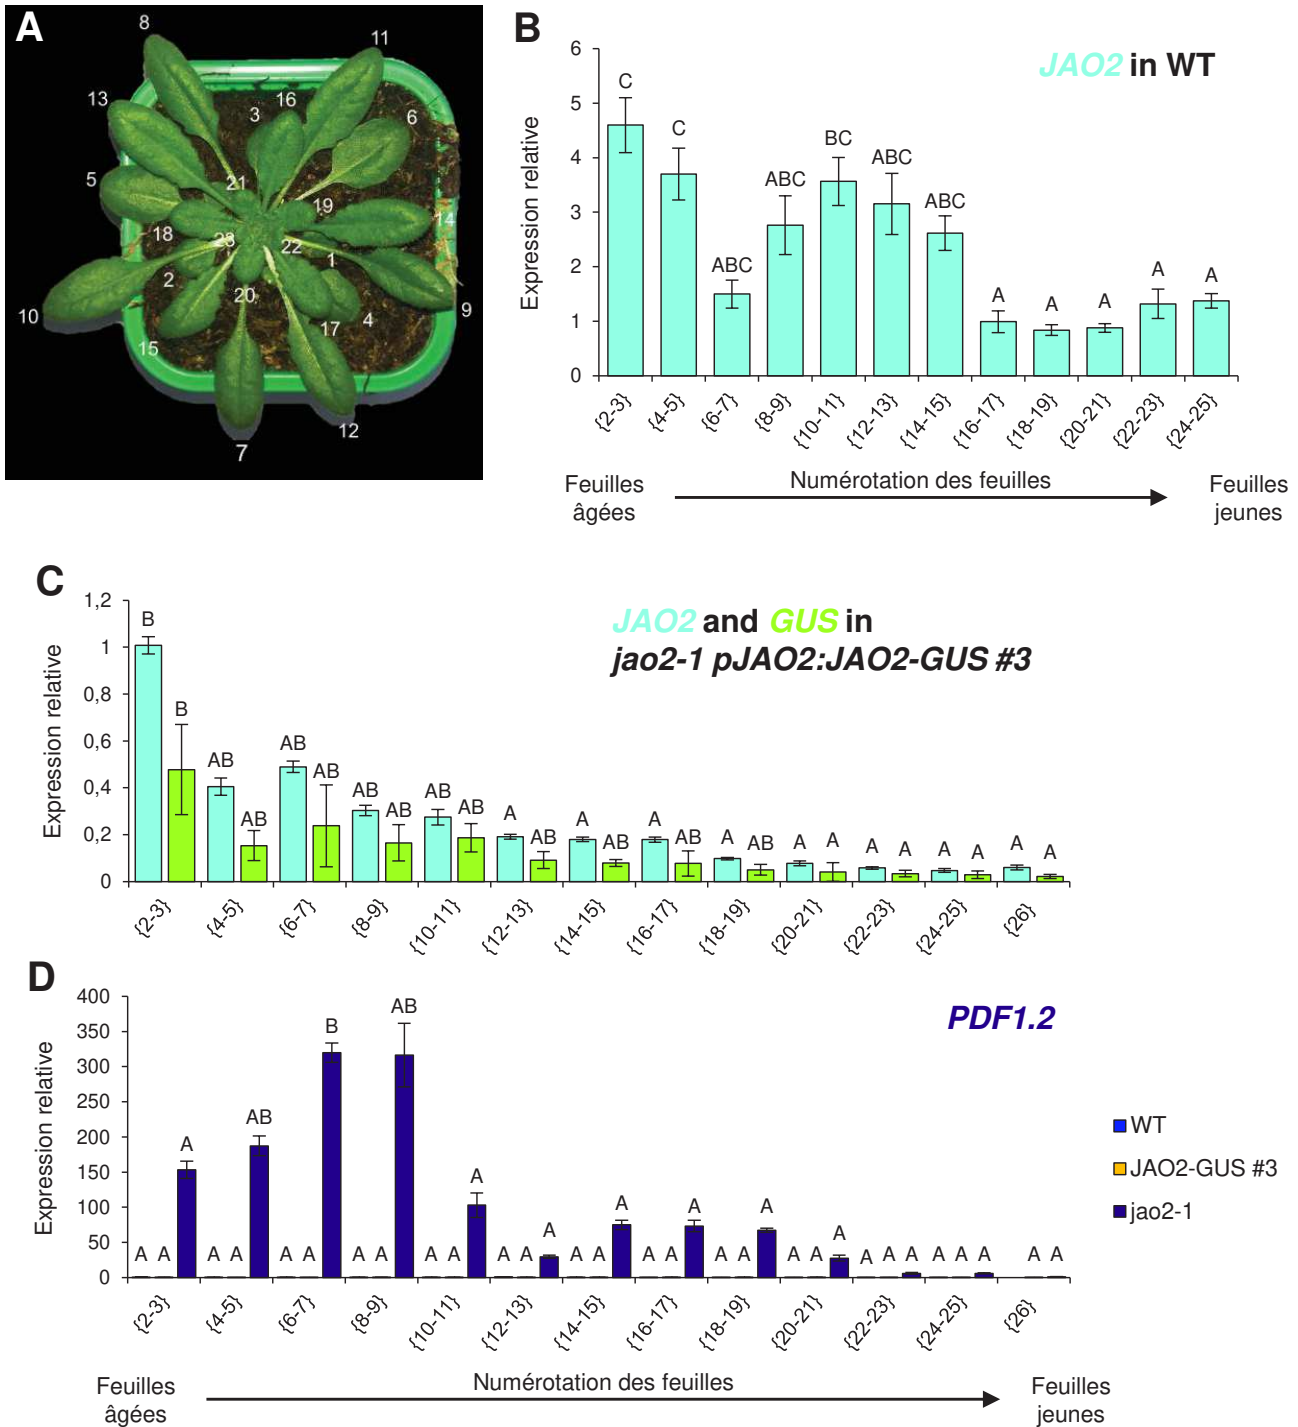 A
8
11
13
16
3
6
5
21
19
14
18
23
22
1
2
20
10
17
4
9
15
12
7
B
JAO2 in WT
Expression relative
6
5
4
3
2
1
0
C
C
ABC
ABC
BC
ABC
ABC
A
A
A
A
A
{2-3}
{4-5}
{6-7}
{8-9}
{10-11}
{12-13}
{14-15}
{16-17}
{18-19}
{20-21}
{22-23}
{24-25}
Feuilles
âgées
Numérotation des feuilles
Feuilles
jeunes
C
JAO2 and GUS in
jao2-1 pJAO2:JAO2-GUS #3
Expression relative
1,2
1
0,8
0,6
0,4
0,2
0
B
B
AB
AB
AB
AB
AB
AB
AB
AB
A
AB
A
AB
A
AB
A
AB
A
A
A
A
A
A
A
A
{2-3}
{4-5}
{6-7}
{8-9}
{10-11}
{12-13}
{14-15}
{16-17}
{18-19}
{20-21}
{22-23}
{24-25}
{26}
D
PDF1.2
Expression relative
400
350
300
250
200
150
100
50
0
A A A
A A AB
A A B
A A AB
A A A
A A A
A A A
A A A
A A A
A A A
A A A
A A A
A A
{2-3}
{4-5}
{6-7}
{8-9}
{10-11}
{12-13}
{14-15}
{16-17}
{18-19}
{20-21}
{22-23}
{24-25}
{26}
WT
JAO2-GUS #3
jao2-1
Feuilles
âgées
Numérotation des feuilles
Feuilles
jeunes